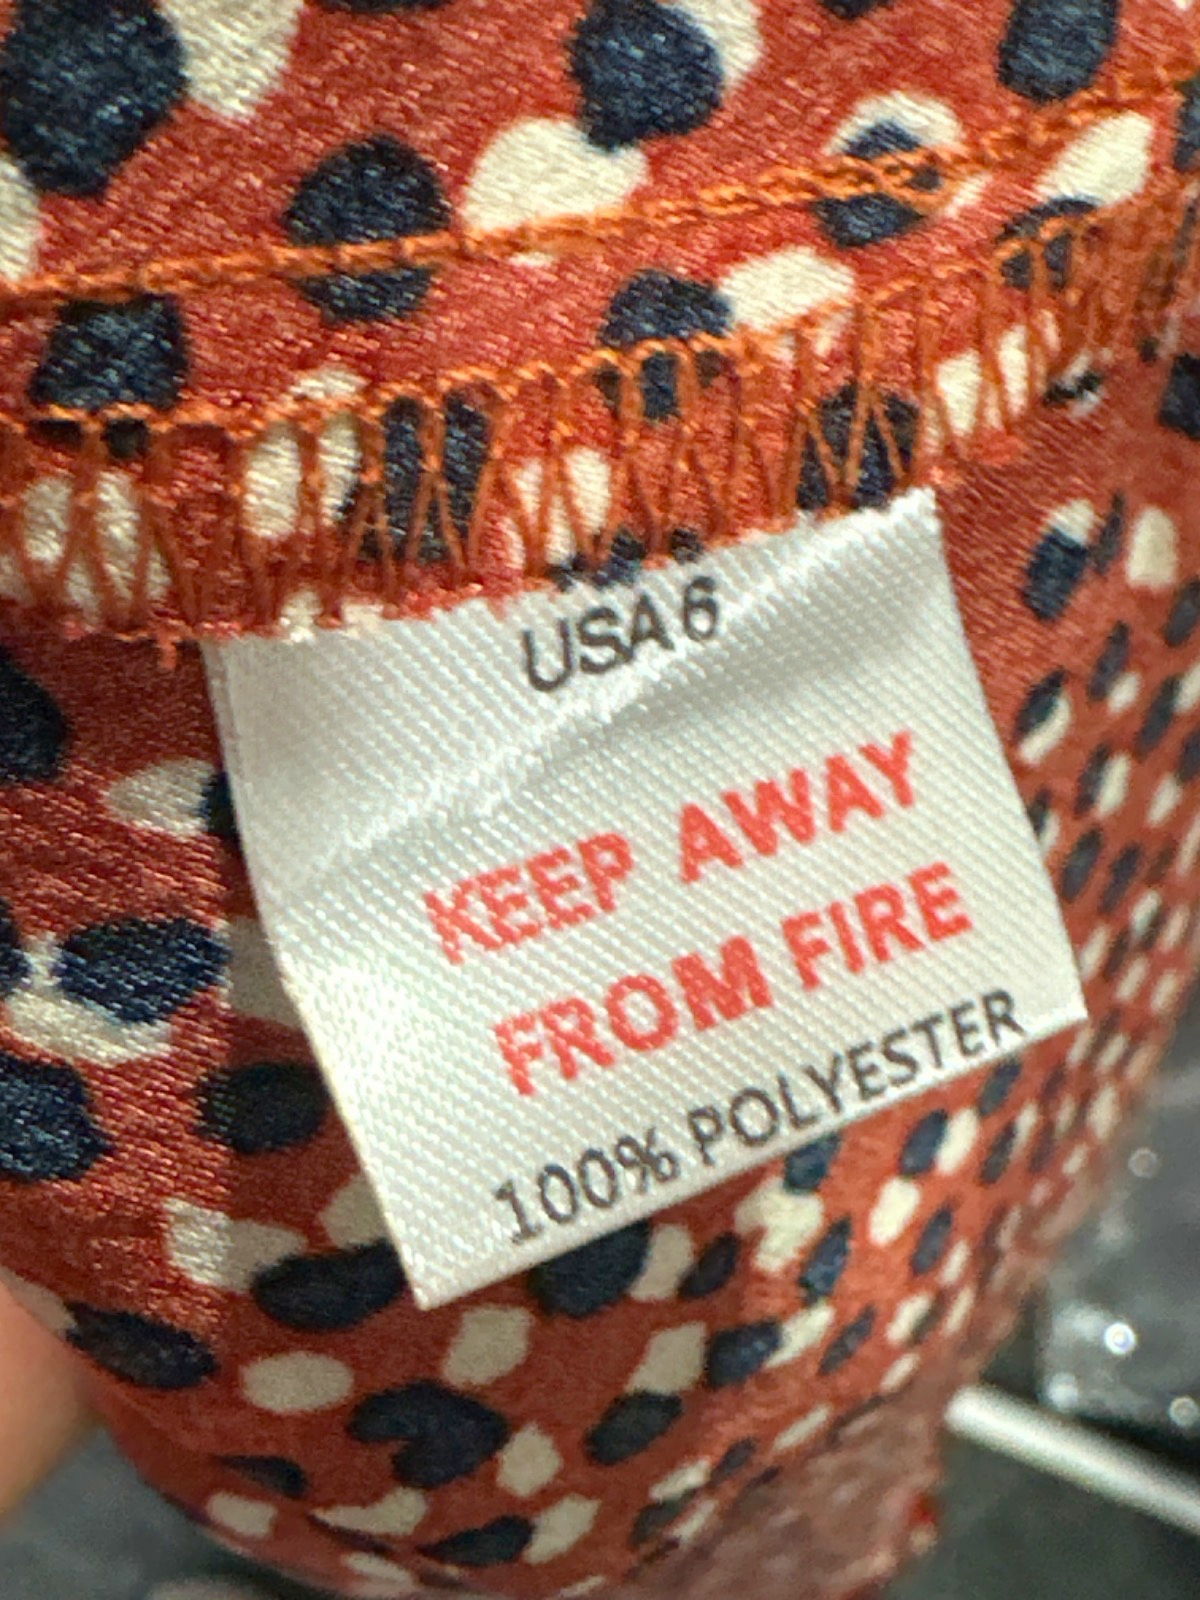 USA 6
KEEP AWAY
FROM FIRE
100% POLYESTER